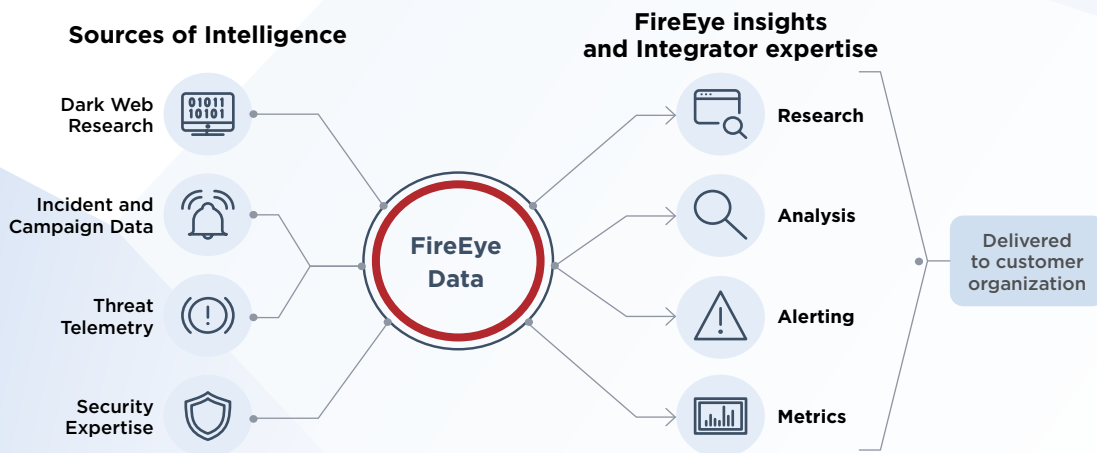 Sources of Intelligence
Dark Web
Research
01011
10101
Incident and
Campaign Data
Threat
Telemetry
Security
Expertise
FireEye
Data
FireEye insights
and Integrator expertise
Research
Analysis
Alerting
Metrics
Delivered
to customer
organization